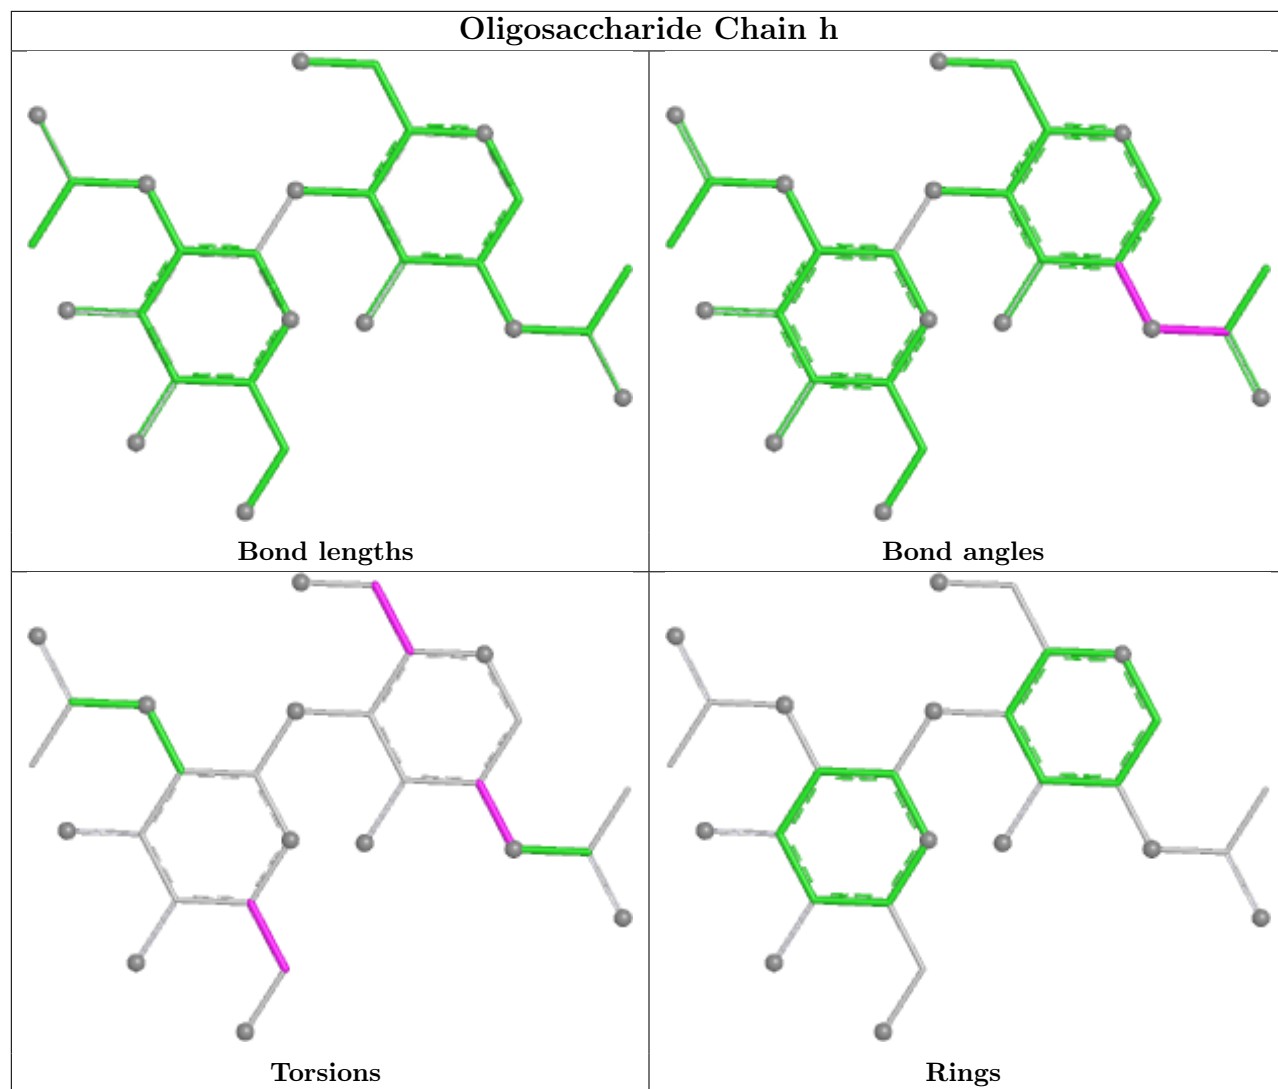 Oligosaccharide Chain h
Bond lengths
Bond angles
Torsions
Rings